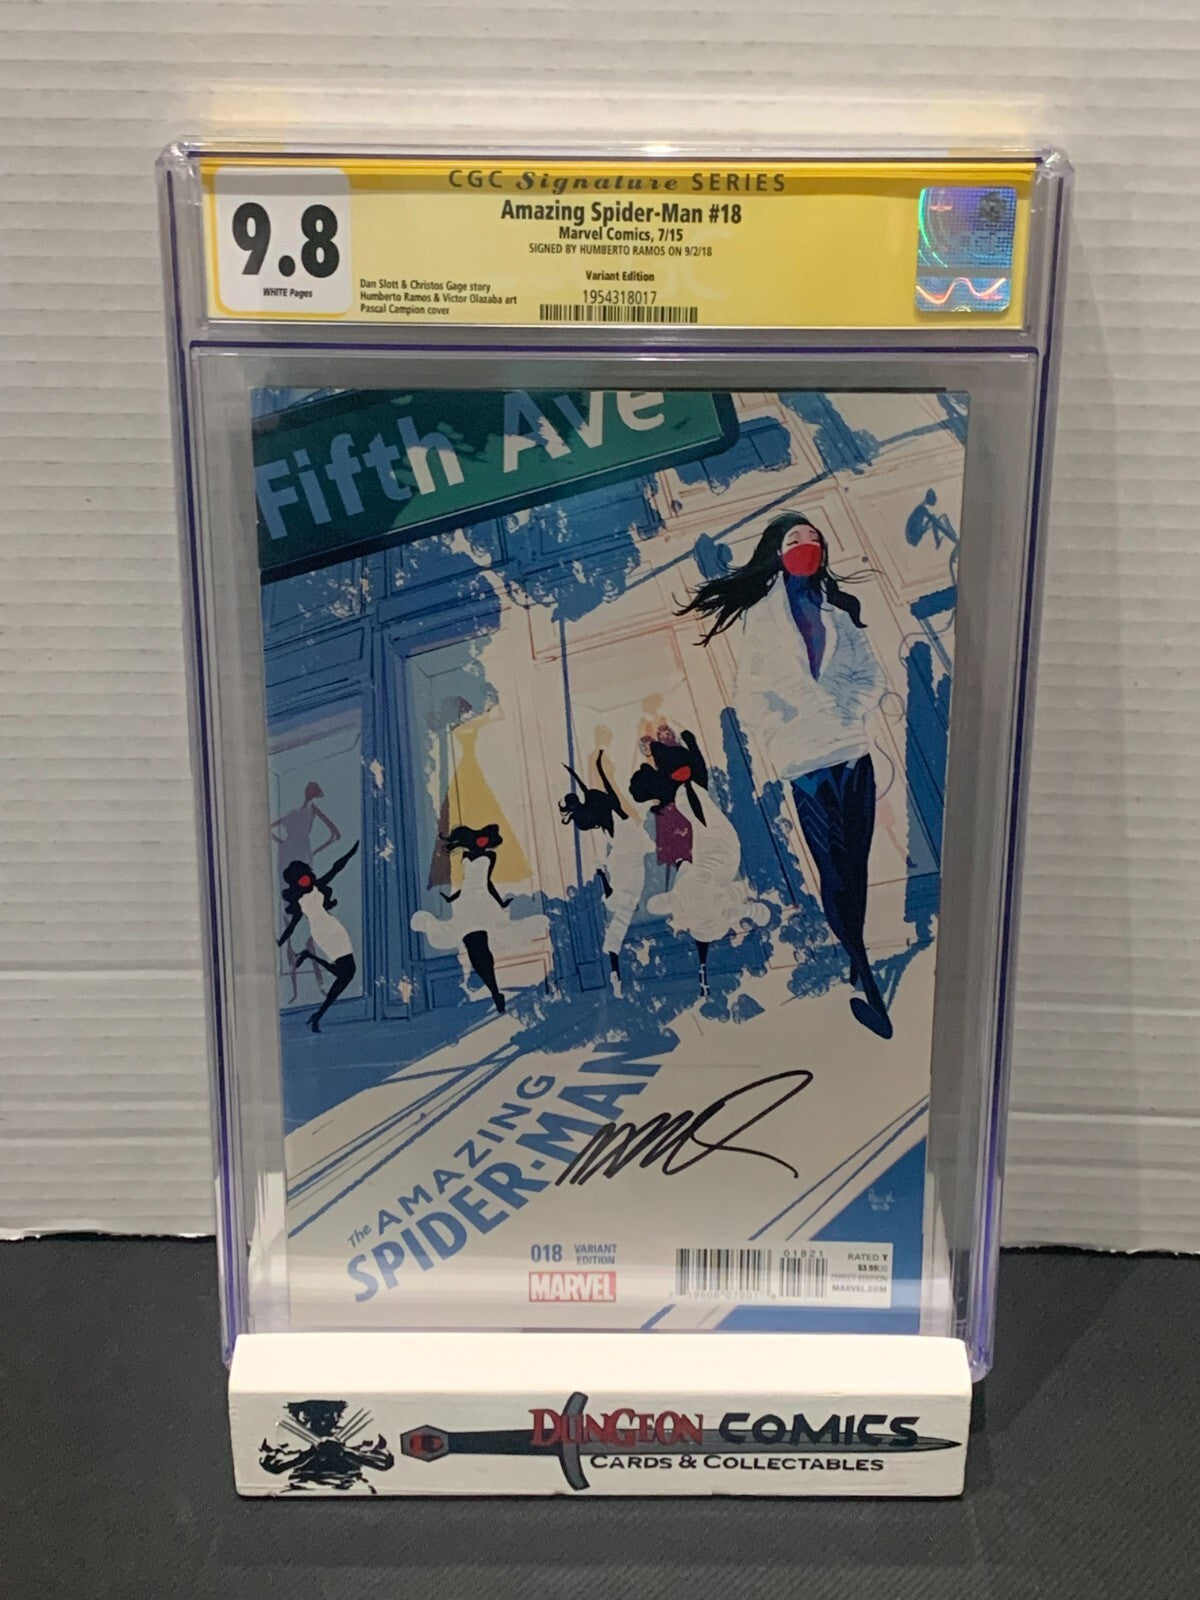 CGC Signature SERIES
9.8
WHITE Pages
Amazing Spider-Man #18
Marvel Comics, 7/15
SIGNED BY HUMBERTO RAMOS ON 9/2/18
Variant Edition
1954318017
Dan Slott & Christos Gage story
Humberto Ramos & Victor Olazaba art
Pascal Campion cover
Fifth Ave
The AMAZING
SPIDER-MAN
018 VARIANT
EDITION
MARVEL
01821
RATED T
$3.99US
DIRECT EDITION
MARVEL.COM
DUNGEON COMICS
CARDS & COLLECTABLES